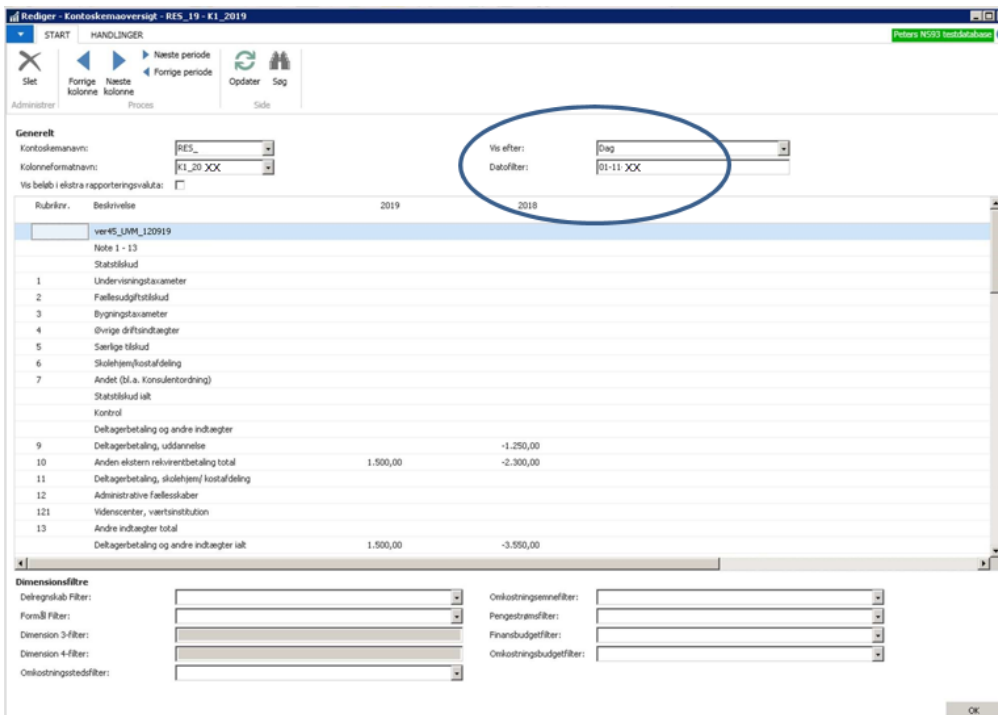 Rediger - Kontoskemaoversigt - RES_19 - K1_2019
START HANDLINGER
Peters NS93 testdatabase
Slet
Forrige kolonne
Næste kolonne
Næste periode
Forrige periode
Opdater
Søg
Administrer
Proces
Side
Generelt
Kontoskemanavn: RES_
Vis efter: Dag
Kolonneformatnavn: K1_20 XX
Datofilter: 01-11- XX
Vis beløb i ekstra rapporteringsvaluta:
Rubriknr. Beskrivelse 2019 2018
ver45_UVM_120919
Note 1 - 13
Statstilskud
1 Undervisningstaxameter
2 Fællesudgiftstilskud
3 Bygningstaxameter
4 Øvrige driftsindtægter
5 Særlige tilskud
6 Skolehjem/kostafdeling
7 Andet (bl.a. Konsulentordning)
Statstilskud ialt
Kontrol
Deltagerbetaling og andre indtægter
9 Deltagerbetaling, uddannelse -1.250,00
10 Anden ekstern rekvirentbetaling total 1.500,00 -2.300,00
11 Deltagerbetaling, skolehjem/ kostafdeling
12 Administrative fællesskaber
121 Videnscenter, værtsinstitution
13 Andre indtægter total
Deltagerbetaling og andre indtægter ialt 1.500,00 -3.550,00
Dimensionsfiltre
Delregnskab Filter:
Omkostningsemnefilter:
Formål Filter:
Pengestrømsfilter:
Dimension 3-filter:
Finansbudgetfilter:
Dimension 4-filter:
Omkostningsbudgetfilter:
Omkostningsstedsfilter:
OK